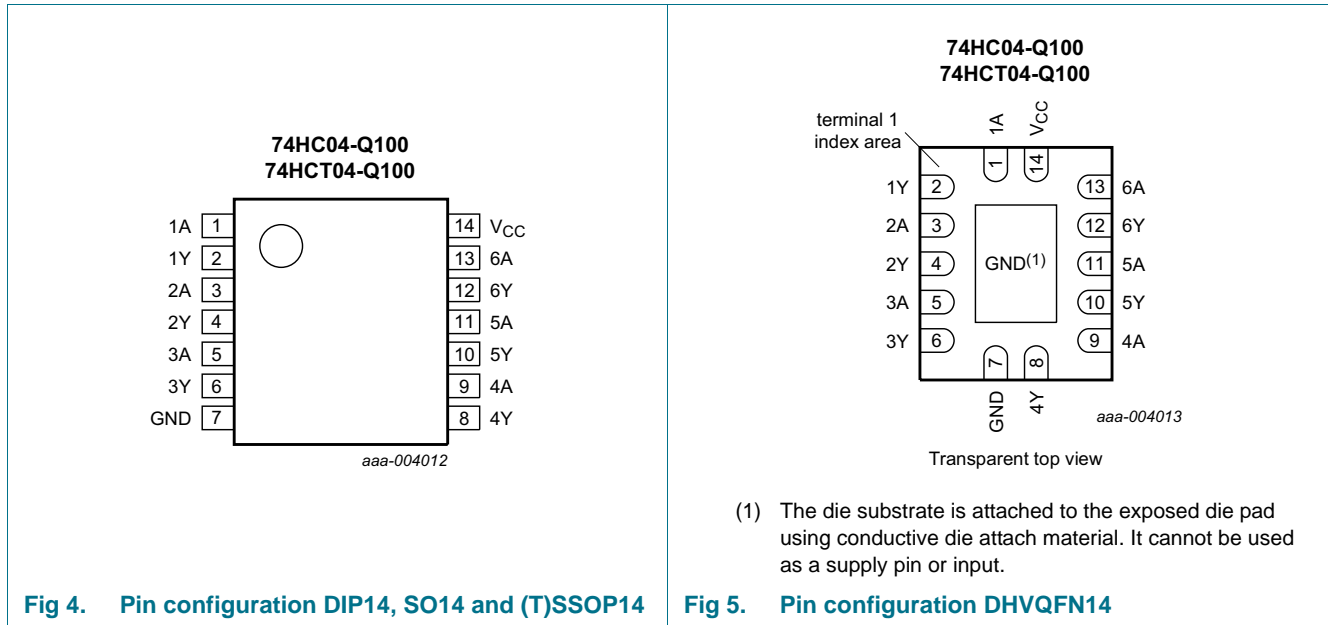 74HC04-Q100
74HCT04-Q100
1A 1
1Y 2
2A 3
2Y 4
3A 5
3Y 6
GND 7
14 VCC
13 6A
12 6Y
11 5A
10 5Y
9 4A
8 4Y
aaa-004012
Fig 4. Pin configuration DIP14, SO14 and (T)SSOP14
74HC04-Q100
74HCT04-Q100
terminal 1
index area
1A
VCC
1
14
1Y 2
2A 3
2Y 4
3A 5
3Y 6
GND(1)
13 6A
12 6Y
11 5A
10 5Y
9 4A
7
8
GND
4Y
aaa-004013
Transparent top view
(1) The die substrate is attached to the exposed die pad
using conductive die attach material. It cannot be used
as a supply pin or input.
Fig 5. Pin configuration DHVQFN14